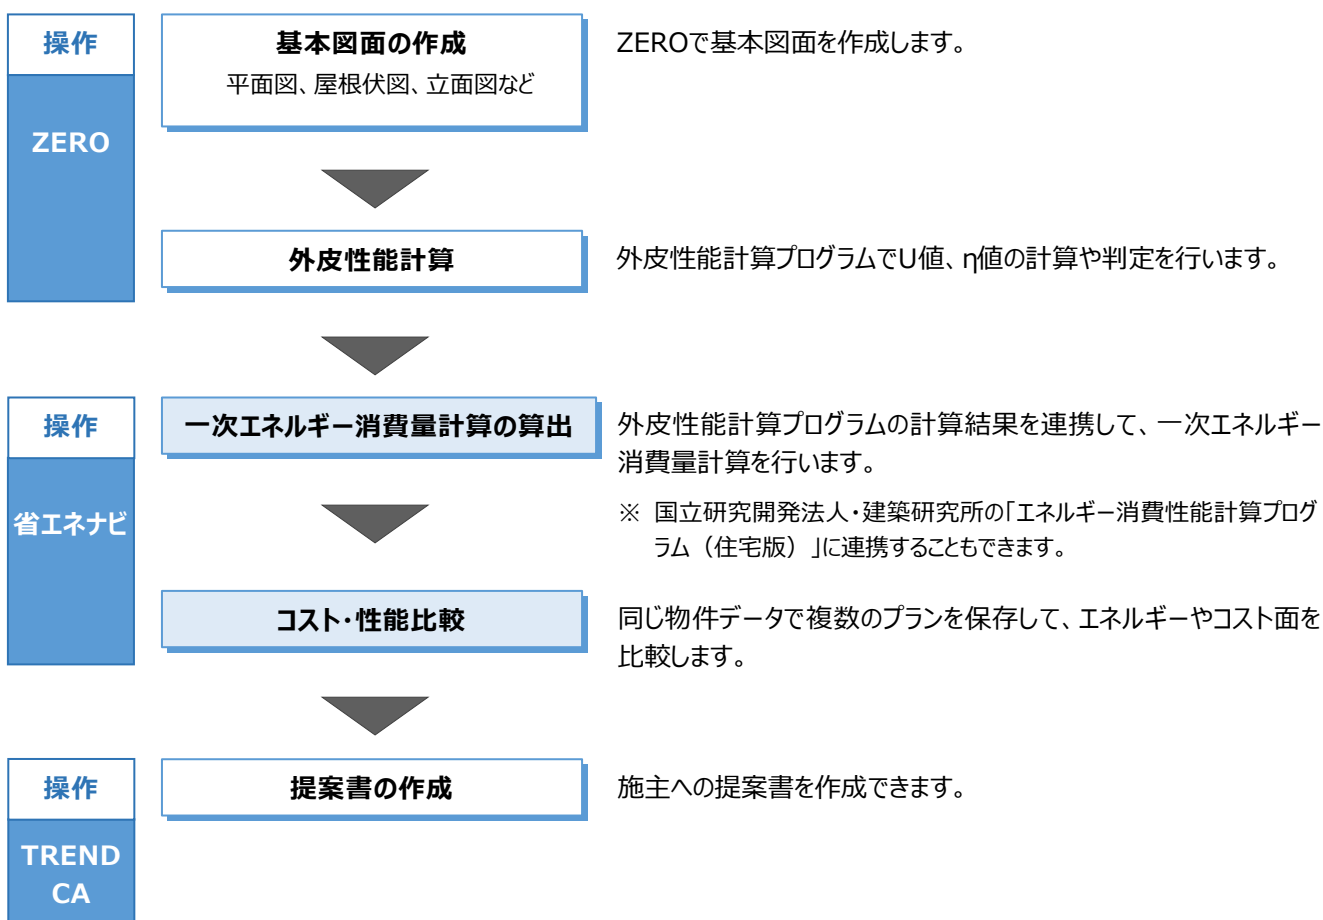 操作
基本図面の作成
平面図、屋根伏図、立面図など
ZEROで基本図面を作成します。
ZERO
外皮性能計算
外皮性能計算プログラムでU値、η値の計算や判定を行います。
操作
一次エネルギー消費量計算の算出
外皮性能計算プログラムの計算結果を連携して、一次エネルギー
消費量計算を行います。
省エネナビ
※ 国立研究開発法人・建築研究所の「エネルギー消費性能計算プログ
ラム（住宅版）」に連携することもできます。
コスト・性能比較
同じ物件データで複数のプランを保存して、エネルギーやコスト面を
比較します。
操作
提案書の作成
施主への提案書を作成できます。
TREND
CA